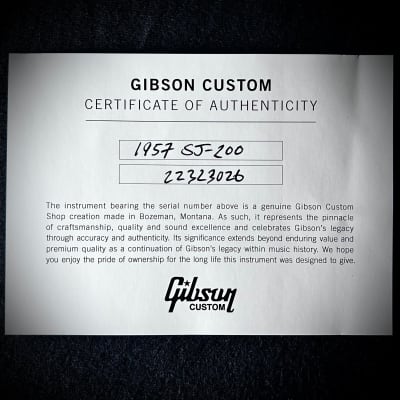 GIBSON CUSTOM
CERTIFICATE OF AUTHENTICITY
1957 SJ-200
22323026
The instrument bearing the serial number above is a genuine Gibson Custom
Shop creation made in Bozeman, Montana. As such, it represents the pinnacle
of craftsmanship, quality and sound excellence and celebrates Gibson's legacy
through accuracy and authenticity. Its significance extends beyond enduring value and
premium quality as a continuation of Gibson's legacy within music history. We hope
you enjoy the pride of ownership for the long life this instrument was designed to give.
Gibson
CUSTOM